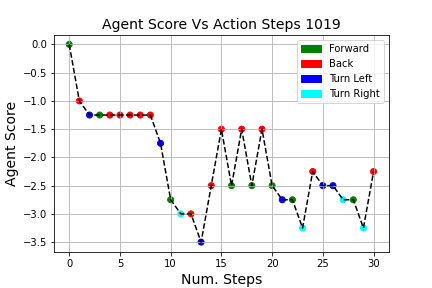 Agent Score Vs Action Steps 1019
Forward
Back
Turn Left
Turn Right
Agent Score
0.0
−0.5
−1.0
−1.5
−2.0
−2.5
−3.0
−3.5
0 5 10 15 20 25 30
Num. Steps